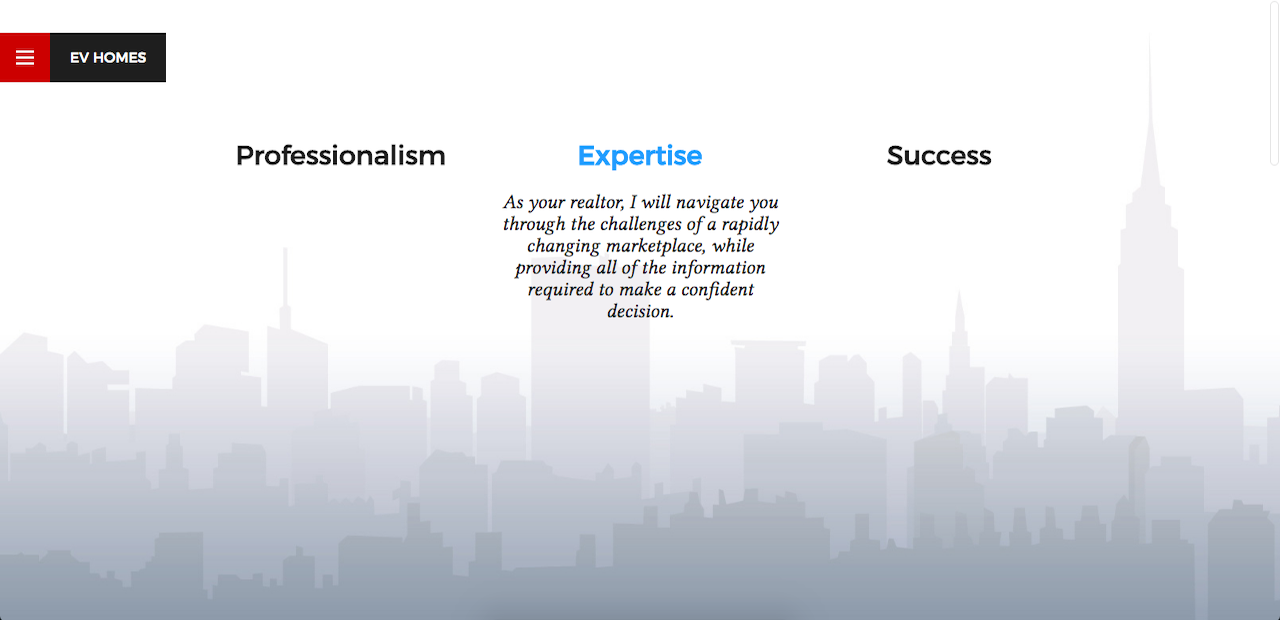 EV HOMES
Professionalism
Expertise
Success
As your realtor, I will navigate you
through the challenges of a rapidly
changing marketplace, while
providing all of the information
required to make a confident
decision.